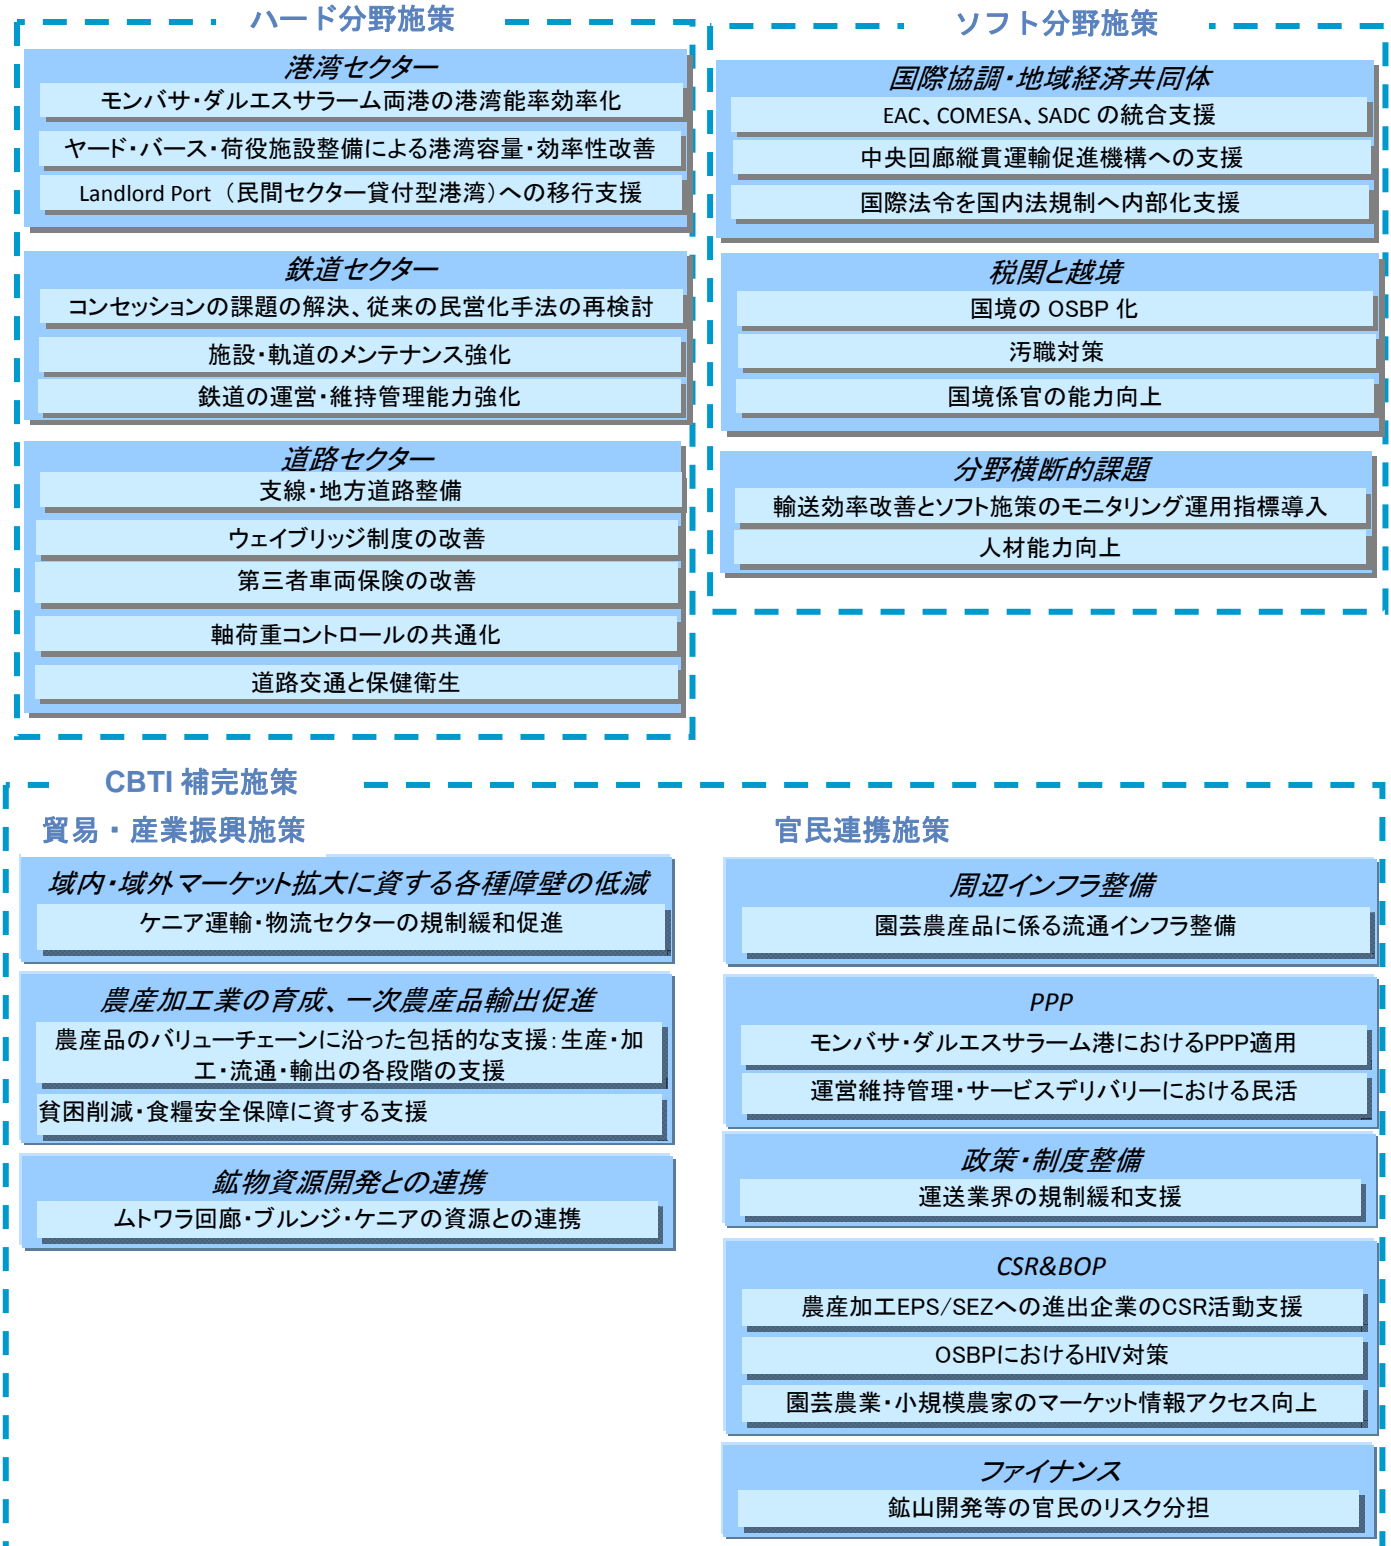 ハード分野施策
港湾セクター
モンバサ・ダルエスサラーム両港の港湾能率効率化
ヤード・バース・荷役施設整備による港湾容量・効率性改善
Landlord Port （民間セクター貸付型港湾）への移行支援
鉄道セクター
コンセッションの課題の解決、従来の民営化手法の再検討
施設・軌道のメンテナンス強化
鉄道の運営・維持管理能力強化
道路セクター
支線・地方道路整備
ウェイブリッジ制度の改善
第三者車両保険の改善
軸荷重コントロールの共通化
道路交通と保健衛生
ソフト分野施策
国際協調・地域経済共同体
EAC、COMESA、SADC の統合支援
中央回廊縦貫運輸促進機構への支援
国際法令を国内法規制へ内部化支援
税関と越境
国境の OSBP 化
汚職対策
国境係官の能力向上
分野横断的課題
輸送効率改善とソフト施策のモニタリング運用指標導入
人材能力向上
CBTI 補完施策
貿易・産業振興施策
域内・域外マーケット拡大に資する各種障壁の低減
ケニア運輸・物流セクターの規制緩和促進
農産加工業の育成、一次農産品輸出促進
農産品のバリューチェーンに沿った包括的な支援：生産・加
工・流通・輸出の各段階の支援
貧困削減・食糧安全保障に資する支援
鉱物資源開発との連携
ムトワラ回廊・ブルンジ・ケニアの資源との連携
官民連携施策
周辺インフラ整備
園芸農産品に係る流通インフラ整備
PPP
モンバサ・ダルエスサラーム港におけるPPP適用
運営維持管理・サービスデリバリーにおける民活
政策・制度整備
運送業界の規制緩和支援
CSR&BOP
農産加工EPS/SEZへの進出企業のCSR活動支援
OSBPにおけるHIV対策
園芸農業・小規模農家のマーケット情報アクセス向上
ファイナンス
鉱山開発等の官民のリスク分担